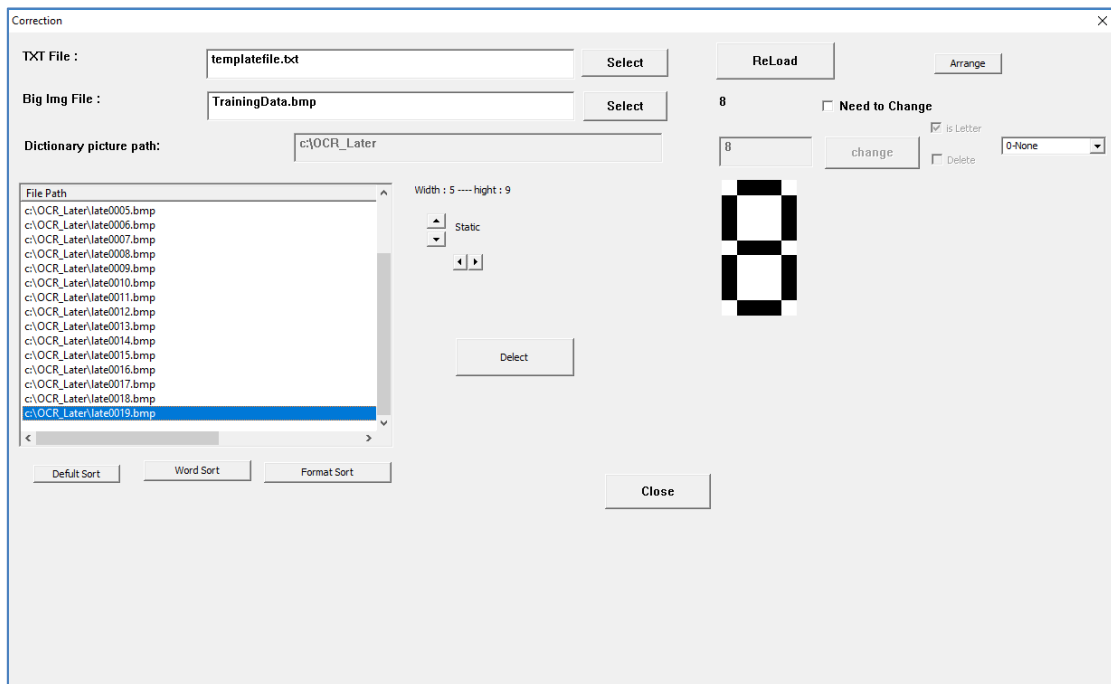 Correction
TXT File :
templatefile.txt
Select
ReLoad
Arrange
Big Img File :
TrainingData.bmp
Select
8
Need to Change
is Letter
Dictionary picture path:
c:\OCR_Later
8
change
Delete
0-None
File Path
Width : 5 ---- hight : 9
c:\OCR_Later\late0005.bmp
c:\OCR_Later\late0006.bmp
c:\OCR_Later\late0007.bmp
c:\OCR_Later\late0008.bmp
c:\OCR_Later\late0009.bmp
c:\OCR_Later\late0010.bmp
c:\OCR_Later\late0011.bmp
c:\OCR_Later\late0012.bmp
c:\OCR_Later\late0013.bmp
c:\OCR_Later\late0014.bmp
c:\OCR_Later\late0015.bmp
c:\OCR_Later\late0016.bmp
c:\OCR_Later\late0017.bmp
c:\OCR_Later\late0018.bmp
c:\OCR_Later\late0019.bmp
Static
8
Delect
Defult Sort
Word Sort
Format Sort
Close